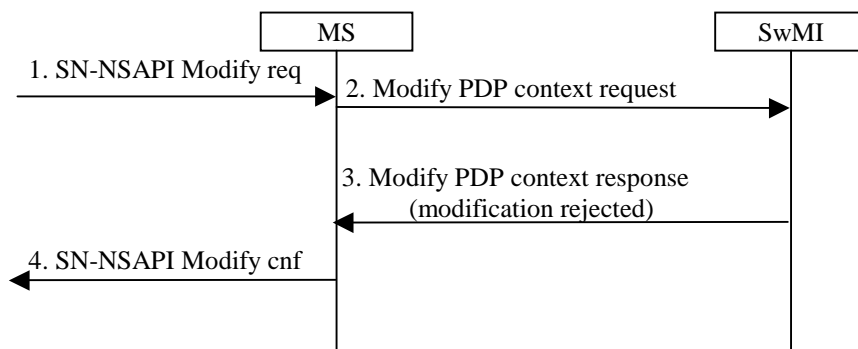 MS
SwMI
1. SN-NSAPI Modify req
2. Modify PDP context request
3. Modify PDP context response
(modification rejected)
4. SN-NSAPI Modify cnf